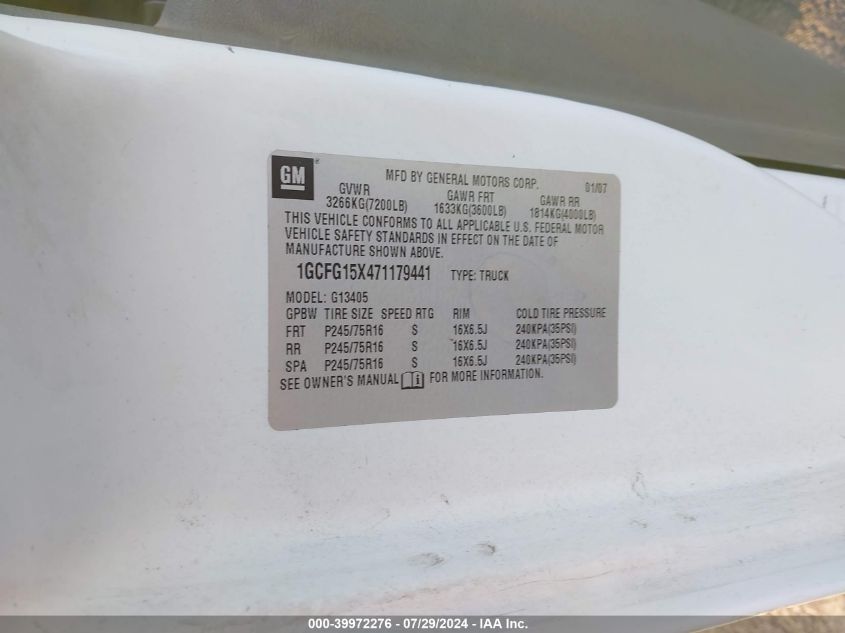 GM®
MFD BY GENERAL MOTORS CORP. 01/07
GVWR GAWR FRT GAWR RR
3266KG(7200LB) 1633KG(3600LB) 1814KG(4000LB)
THIS VEHICLE CONFORMS TO ALL APPLICABLE U.S. FEDERAL MOTOR
VEHICLE SAFETY STANDARDS IN EFFECT ON THE DATE OF
MANUFACTURE SHOWN ABOVE.
1GCFG15X471179441 TYPE: TRUCK
MODEL: G13405
GPBW TIRE SIZE SPEED RTG RIM COLD TIRE PRESSURE
FRT P245/75R16 S 16X6.5J 240KPA(35PSI)
RR P245/75R16 S 16X6.5J 240KPA(35PSI)
SPA P245/75R16 S 16X6.5J 240KPA(35PSI)
SEE OWNER'S MANUAL i FOR MORE INFORMATION.
000-39972276 - 07/29/2024 - IAA Inc.